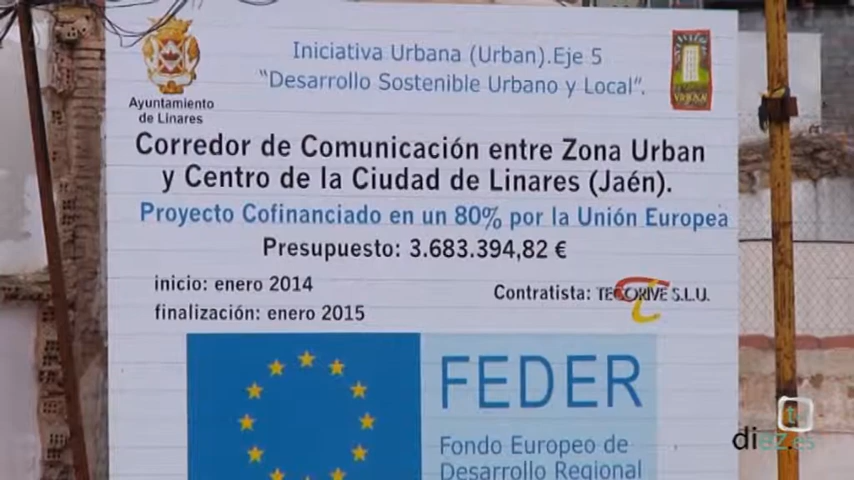 Iniciativa Urbana (Urban).Eje 5
"Desarrollo Sostenible Urbano y Local".
URBAN
Ayuntamiento
de Linares
Corredor de Comunicación entre Zona Urban
y Centro de la Ciudad de Linares (Jaén).
Proyecto Cofinanciado en un 80% por la Unión Europea
Presupuesto: 3.683.394,82 €
inicio: enero 2014
finalización: enero 2015
Contratista: TECORIVE S.L.U.
FEDER
Fondo Europeo de
Desarrollo Regional
tv
diez.es